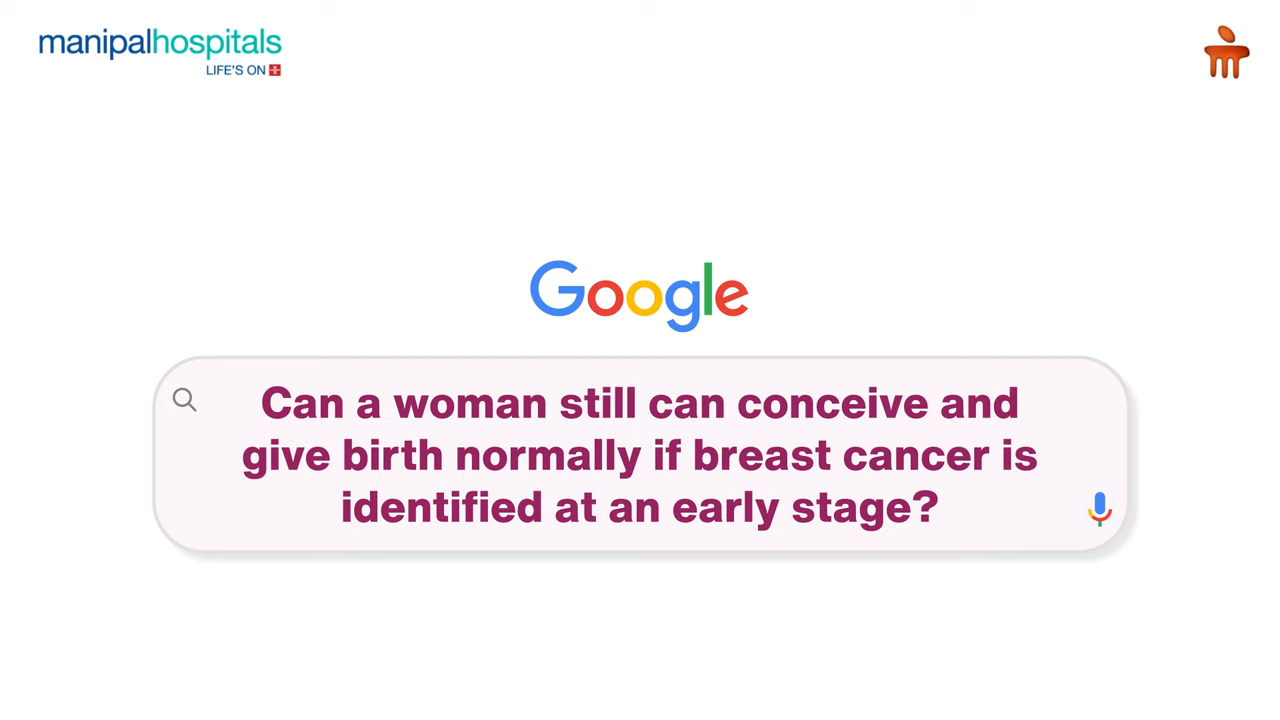 manipalhospitals
LIFE'S ON
Google
Can a woman still can conceive and
give birth normally if breast cancer is
identified at an early stage?